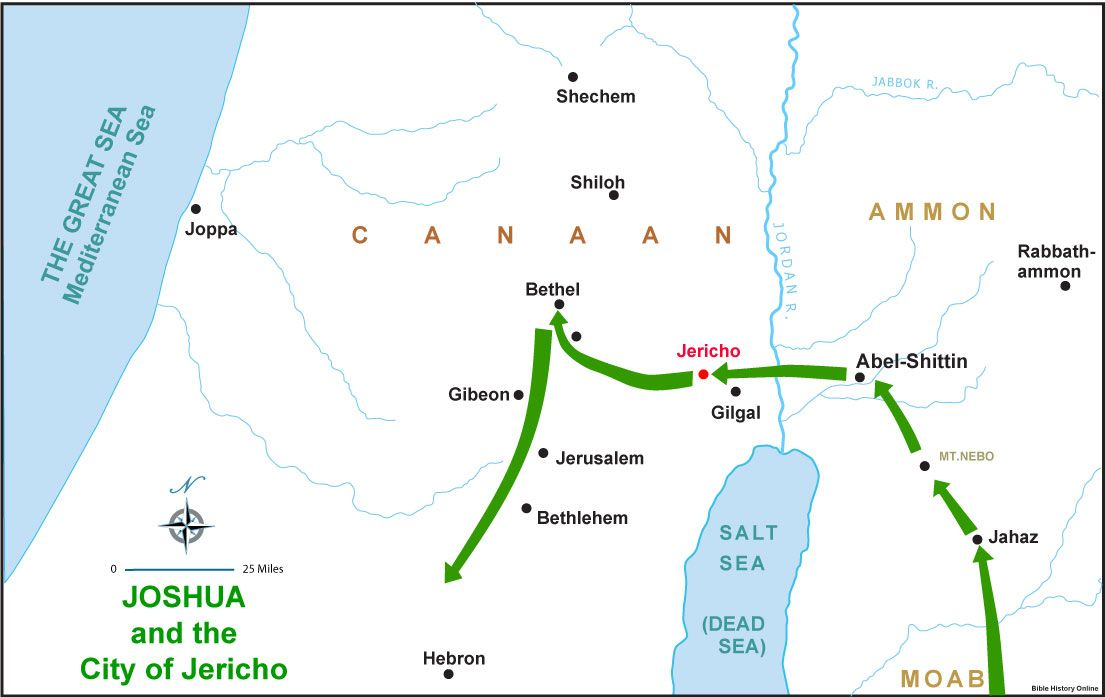 JABBOK R.
Shechem
THE GREAT SEA
Mediterranean Sea
Shiloh
Joppa
CANAAN
AMMON
JORDAN R.
Rabbath-
ammon
Bethel
Jericho
Abel-Shittin
Gibeon
Gilgal
Jerusalem
MT.NEBO
Bethlehem
N
SALT
SEA
(DEAD
SEA)
Jahaz
0 25 Miles
JOSHUA
and the
City of Jericho
Hebron
MOAB
Bible History Online